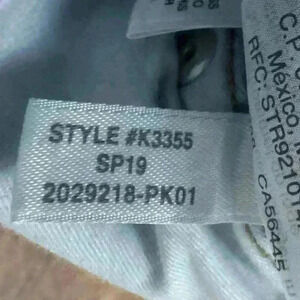 STYLE #K3355
SP19
2029218-PK01
C.P.
México,
RFC: STR92101
CA56445